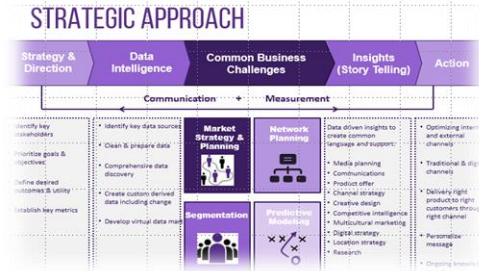 STRATEGIC APPROACH
Strategy &
Direction
Data
Intelligence
Common Business
Challenges
Insights
(Story Telling)
Action
Communication + Measurement
Identify key
stakeholders
Prioritize goals &
objectives
Define desired
outcomes & utility
Establish key metrics
• Identify key data sources
• Clean & prepare data
• Comprehensive data
discovery
• Create custom derived
data including change
• Develop virtual data mart
Market
Strategy &
Planning
Network
Planning
Segmentation
Predictive
Modeling
Data driven insights to
create common
language and support:
• Media planning
• Communications
• Product offer
• Channel strategy
• Creative design
• Competitive intelligence
• Multicultural marketing
• Digital strategy
• Location strategy
• Research
• Optimizing
and external
channels
• Traditional &
channels
• Delivery right
product to right
customers
right channel
• Personalize
message
• Ongoing